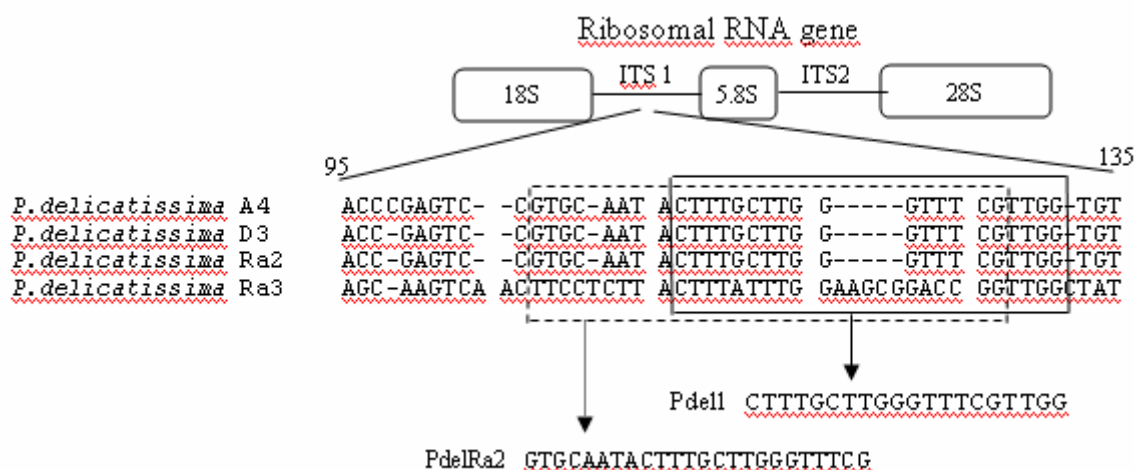 Ribosomal RNA gene
18S ITS 1 5.8S ITS2 28S
95 135
P.delicatissima A4 ACCCGAGTC- -CGTGC-AAT ACTTTGCTTG G-----GTTT CGTTGG-TGT
P.delicatissima D3 ACC-GAGTC- -CGTGC-AAT ACTTTGCTTG G-----GTTT CGTTGG-TGT
P.delicatissima Ra2 ACC-GAGTC- -CGTGC-AAT ACTTTGCTTG G-----GTTT CGTTGG-TGT
P.delicatissima Ra3 AGC-AAGTCA ACTTCCTCTT ACTTTATTTG GAAGCGGACC GGTTGGCTAT
Pdel1 CTTTGCTTGGGTTTCGTTGG
PdelRa2 GTGCAATACTTTGCTTGGGTTTCG